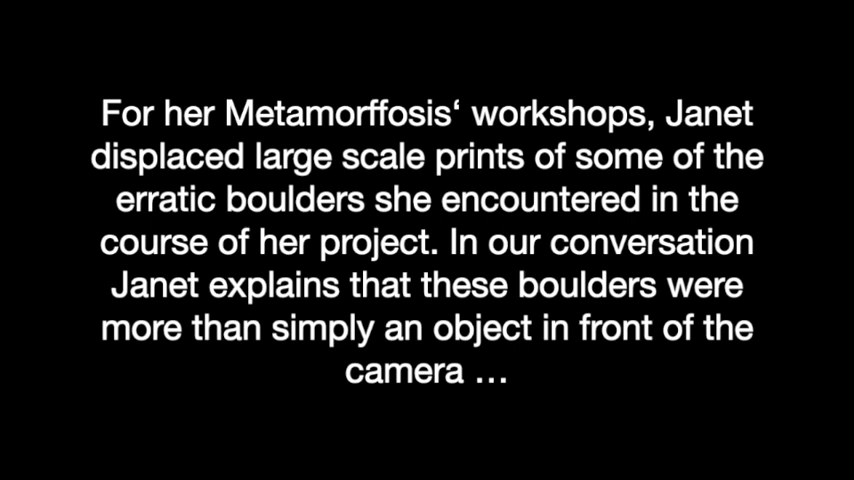 For her Metamorffosis‘ workshops, Janet
displaced large scale prints of some of the
erratic boulders she encountered in the
course of her project. In our conversation
Janet explains that these boulders were
more than simply an object in front of the
camera ...